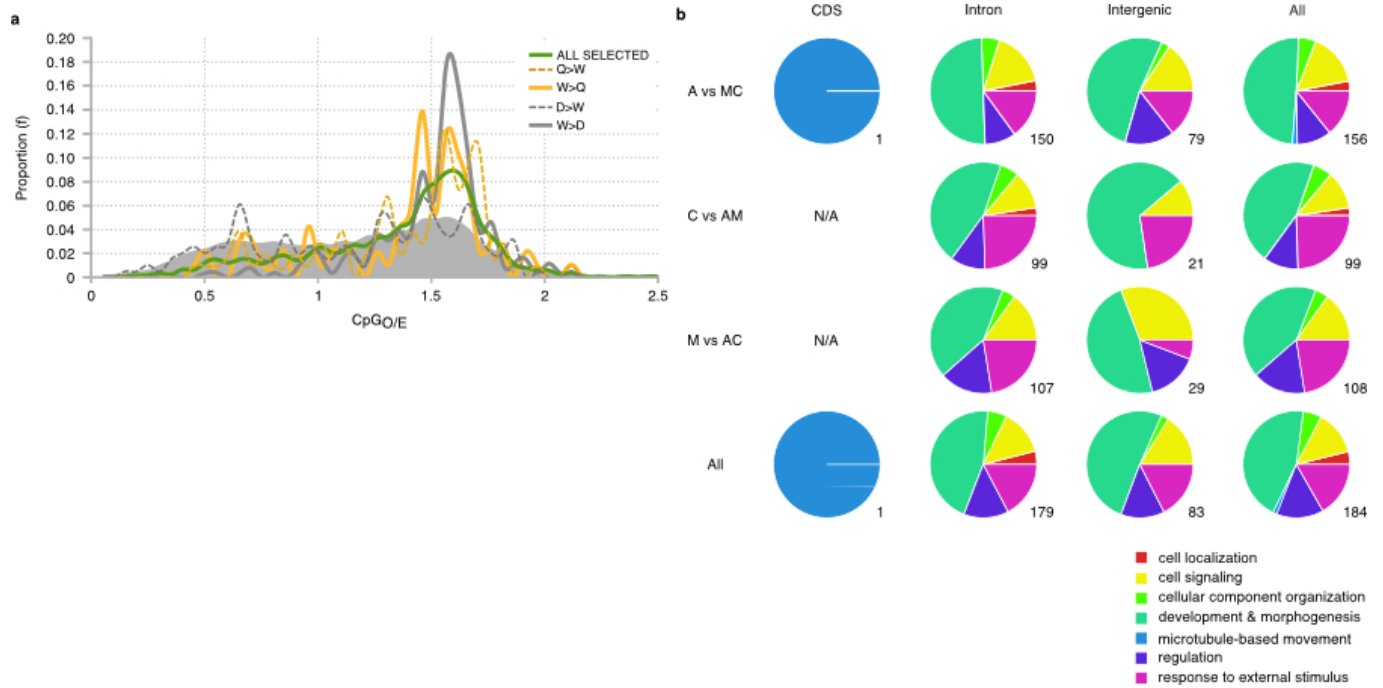 a
0.20
0.18
0.16
0.14
0.12
0.10
0.08
0.06
0.04
0.02
0
Proportion (f)
0
0.5
1
1.5
2
2.5
CpGO/E
ALL SELECTED
Q>W
W>Q
D>W
W>D
b
CDS Intron Intergenic All
A vs MC
1 150 79 156
C vs AM N/A
99 21 99
M vs AC N/A
107 29 108
All
1 179 83 184
cell localization
cell signaling
cellular component organization
development & morphogenesis
microtubule-based movement
regulation
response to external stimulus